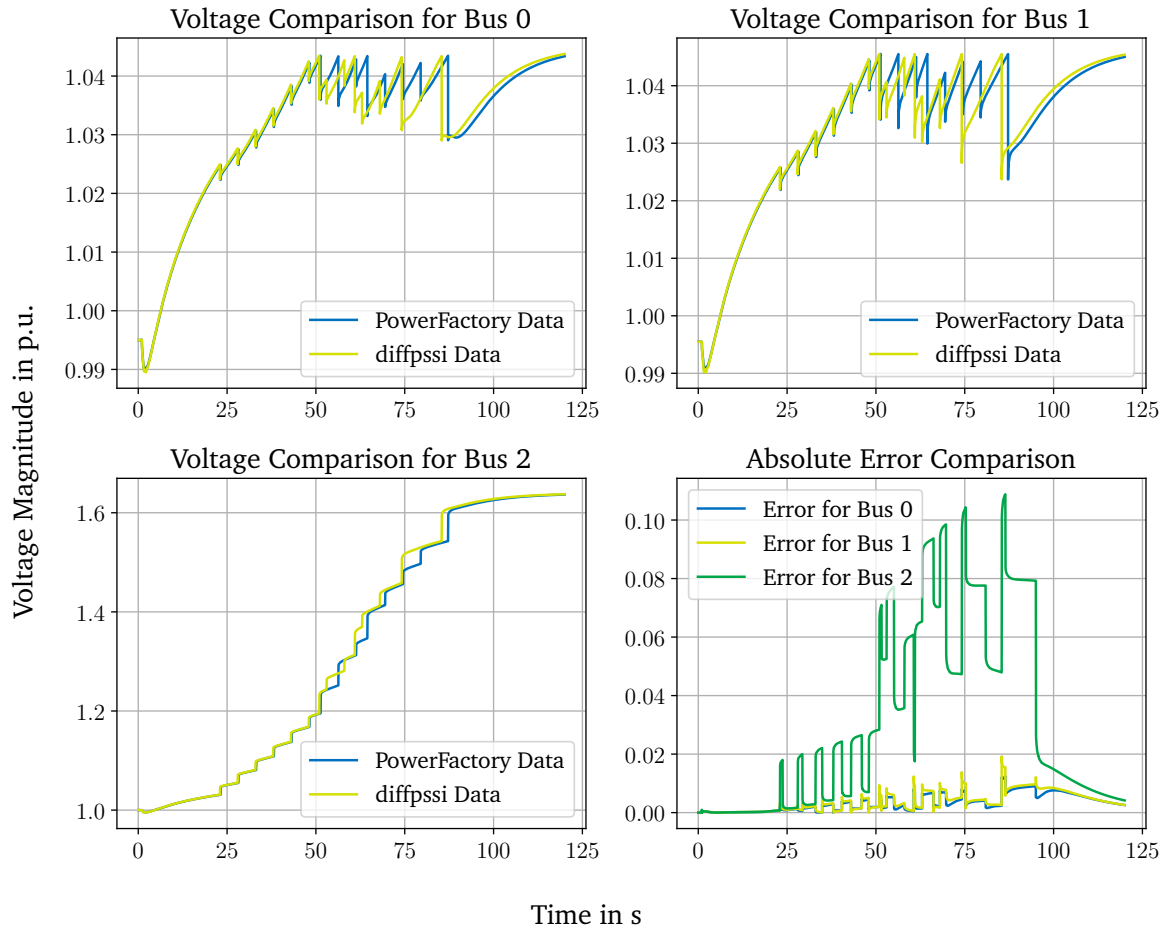 Voltage Comparison for Bus 0
1.04
1.03
1.02
1.01
1.00
0.99
0 25 50 75 100 125
PowerFactory Data
diffpssi Data
Voltage Comparison for Bus 1
1.04
1.03
1.02
1.01
1.00
0.99
0 25 50 75 100 125
PowerFactory Data
diffpssi Data
Voltage Magnitude in p.u.
Voltage Comparison for Bus 2
1.6
1.4
1.2
1.0
0 25 50 75 100 125
PowerFactory Data
diffpssi Data
Absolute Error Comparison
0.10
0.08
0.06
0.04
0.02
0.00
0 25 50 75 100 125
Error for Bus 0
Error for Bus 1
Error for Bus 2
Time in s